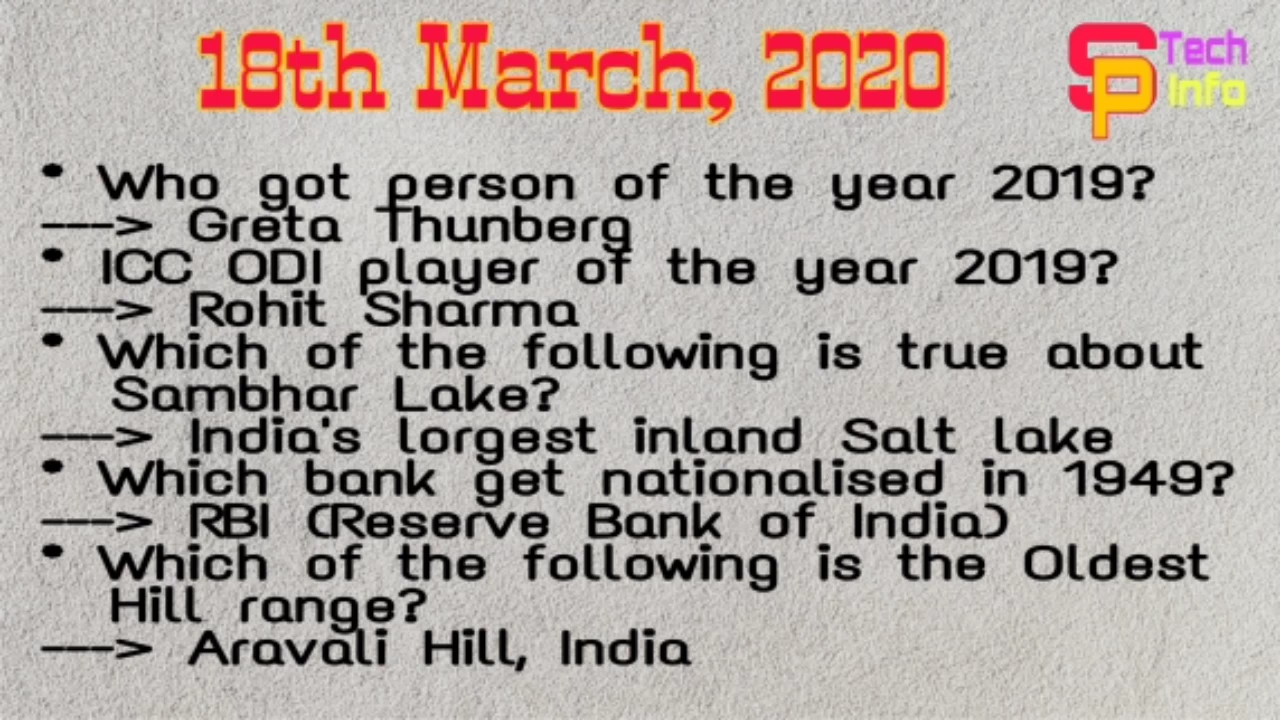 18th March, 2020
SP Tech Info
• Who got person of the year 2019?
---> Greta Thunberg
• ICC ODI player of the year 2019?
---> Rohit Sharma
• Which of the following is true about
Sambhar Lake?
---> India's lorgest inland Salt lake
• Which bank get nationalised in 1949?
---> RBI (Reserve Bank of India)
• Which of the following is the Oldest
Hill range?
---> Aravali Hill, India